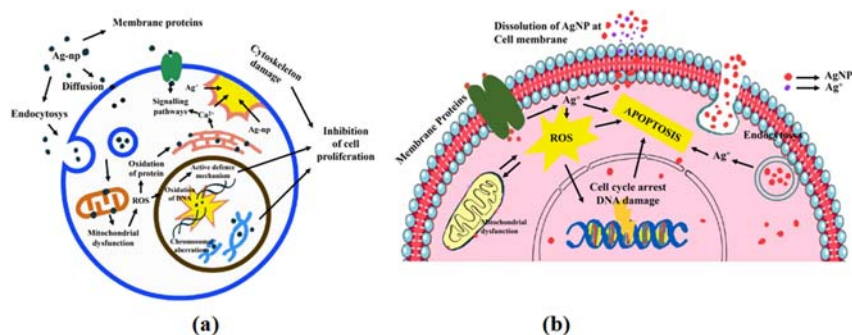 Membrane proteins
Ag-np
Diffusion
Endocytosys
Cytoskeleton
damage
Ag⁺
Signalling
pathways
Ca²⁺
Ag-np
Inhibition
of cell
proliferation
Oxidation
of protein
Active defence
mechanism
Oxidation
of DNA
ROS
Mitochondrial
dysfunction
Chromosomal
aberration
(a)
Dissolution of AgNP at
Cell membrane
AgNP
Ag⁺
Membrane Proteins
Ag⁺
APOPTOSIS
ROS
Endocytosis
Ag⁺
Cell cycle arrest
DNA damage
Mitochondrial
dysfunction
(b)